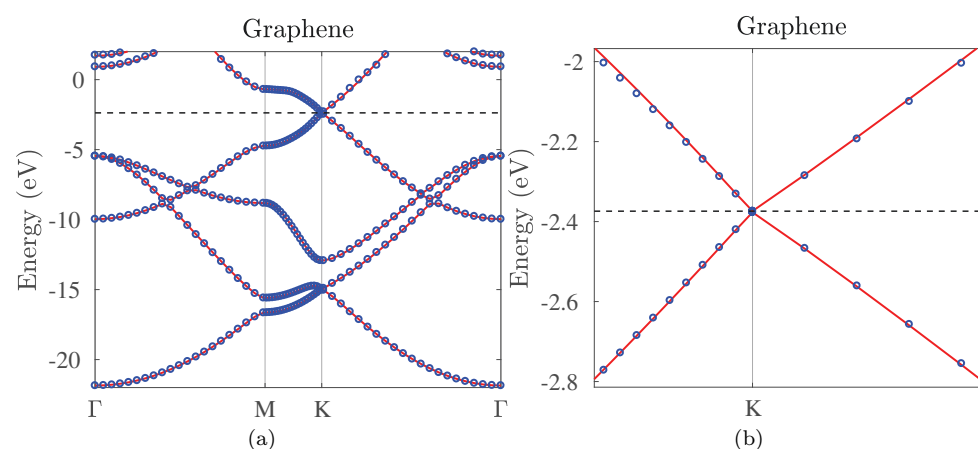 Graphene
Energy (eV)
0
-5
-10
-15
-20
Γ
M
K
Γ
(a)
Graphene
Energy (eV)
-2
-2.2
-2.4
-2.6
-2.8
K
(b)